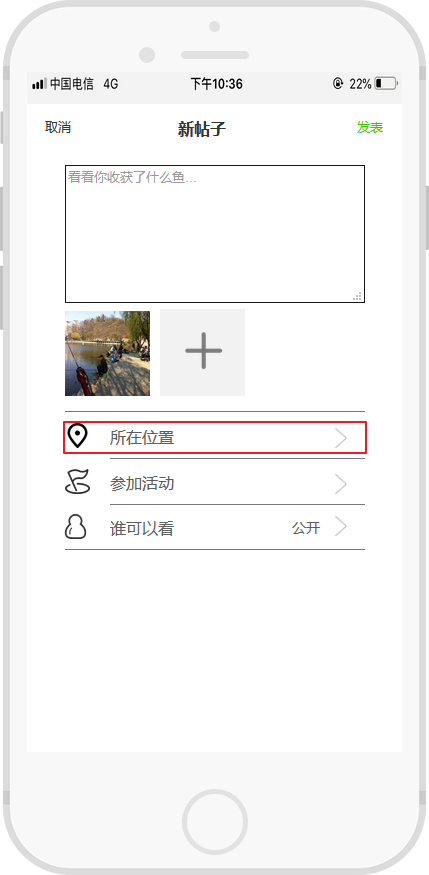 中国电信 4G 下午10:36 22%
取消 新帖子 发表
看看你收获了什么鱼...
所在位置
参加活动
谁可以看 公开